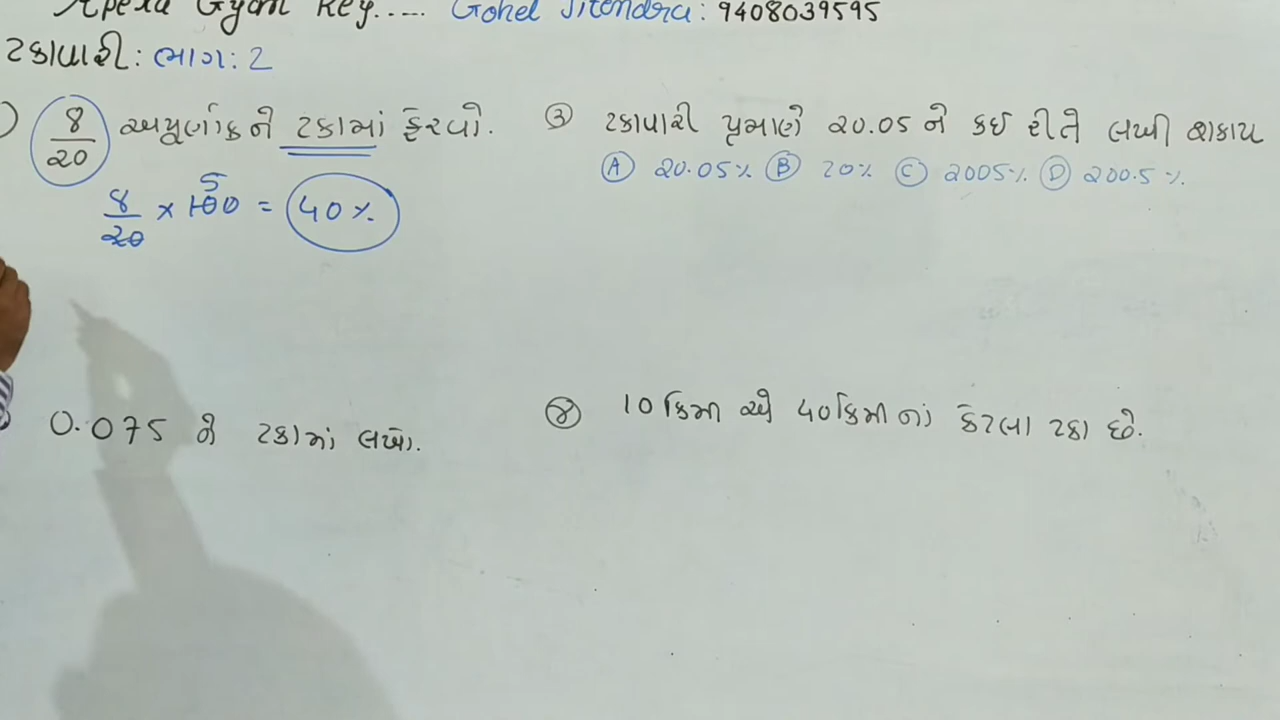 Gyan Key..... Gohel Jitendra: 9408039595
ટકાવારી: ભાગ: 2
) 8/20 અપૂર્ણાંકને ટકામાં ફેરવો.
8/20 × 100 = 40 %
5
0.075 ને ટકામાં લખો.
③ ટકાવારી પ્રમાણે 20.05 ને કઈ રીતે લખી શકાય
Ⓐ 20.05% Ⓑ 20% Ⓒ 2005% Ⓓ 200.5 %.
④ 10 કિમી એ 40 કિમી નાં કેટલા ટકા છે.